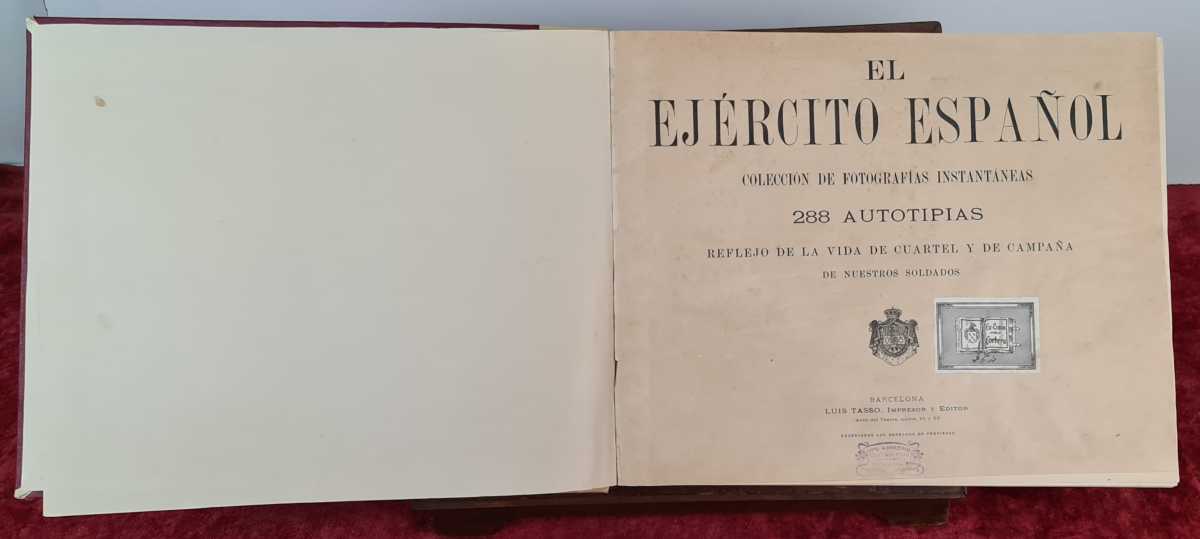 EL
EJÉRCITO ESPAÑOL
COLECCION DE FOTOGRAFÍAS INSTANTÁNEAS
288 AUTOTIPIAS
REFLEJO DE LA VIDA DE CUARTEL Y DE CAMPAÑA
DE NUESTROS SOLDADOS
BARCELONA
LUIS TASSO, IMPRESOR Y EDITOR